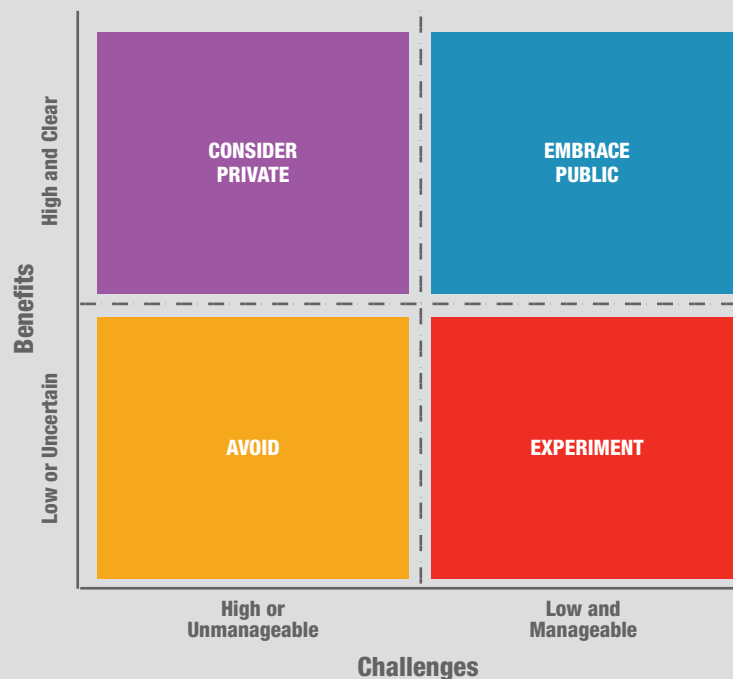 High and Clear
CONSIDER
PRIVATE
EMBRACE
PUBLIC
Benefits
Low or Uncertain
AVOID
EXPERIMENT
High or
Unmanageable
Low and
Manageable
Challenges